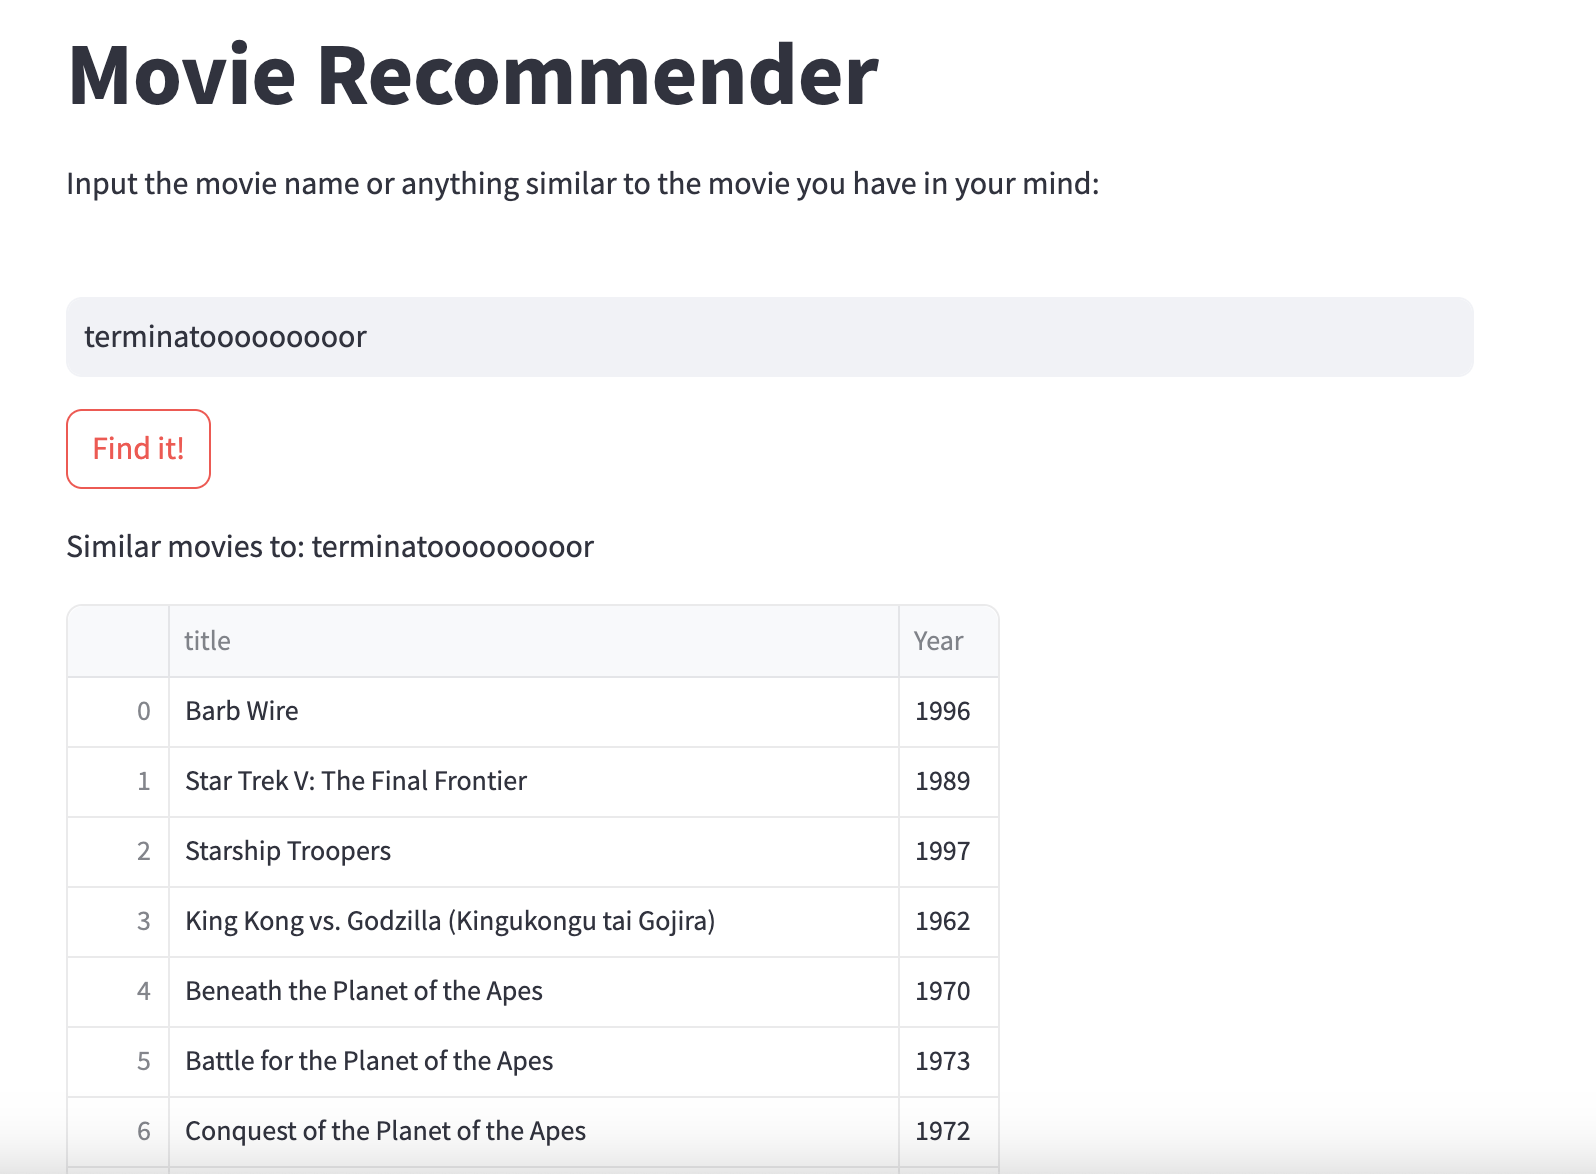 Movie Recommender
Input the movie name or anything similar to the movie you have in your mind:
terminatooooooooor
Find it!
Similar movies to: terminatooooooooor
title Year
0 Barb Wire 1996
1 Star Trek V: The Final Frontier 1989
2 Starship Troopers 1997
3 King Kong vs. Godzilla (Kingukongu tai Gojira) 1962
4 Beneath the Planet of the Apes 1970
5 Battle for the Planet of the Apes 1973
6 Conquest of the Planet of the Apes 1972